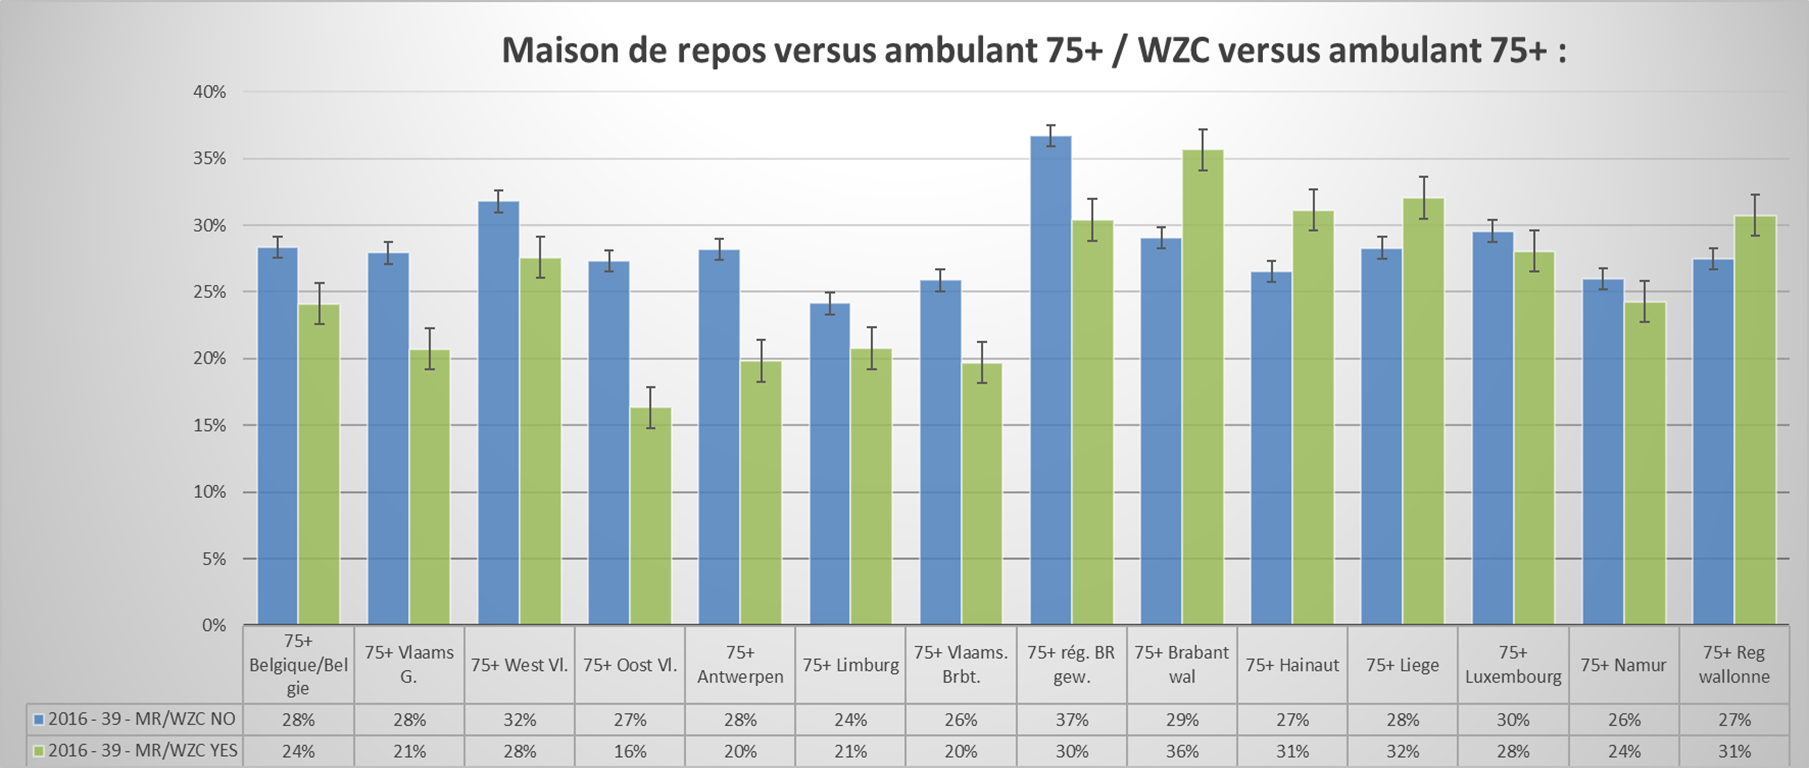 Maison de repos versus ambulant 75+ / WZC versus ambulant 75+ :
40%
35%
30%
25%
20%
15%
10%
5%
0%
75+ Belgique/Bel gie 75+ Vlaams G. 75+ West Vl. 75+ Oost Vl. 75+ Antwerpen 75+ Limburg 75+ Vlaams. Brbt. 75+ rég. BR gew. 75+ Brabant wal 75+ Hainaut 75+ Liege 75+ Luxembourg 75+ Namur 75+ Reg wallonne
2016 - 39 - MR/WZC NO 28% 28% 32% 27% 28% 24% 26% 37% 29% 27% 28% 30% 26% 27%
2016 - 39 - MR/WZC YES 24% 21% 28% 16% 20% 21% 20% 30% 36% 31% 32% 28% 24% 31%